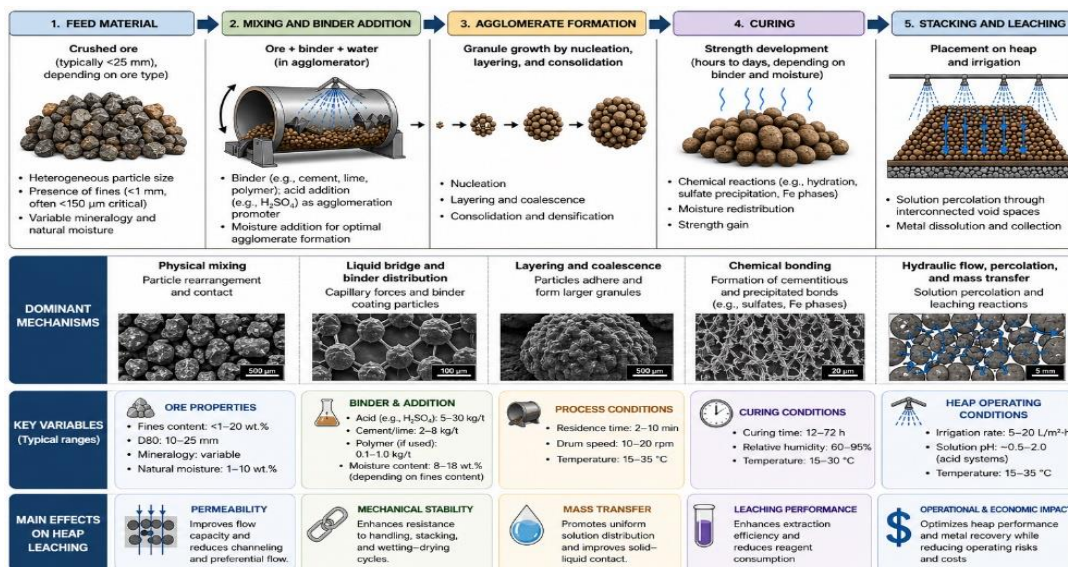 1. FEED MATERIAL
2. MIXING AND BINDER ADDITION
3. AGGLOMERATE FORMATION
4. CURING
5. STACKING AND LEACHING
Crushed ore
(typically <25 mm),
depending on ore type)
• Heterogeneous particle size
• Presence of fines (<1 mm,
often <150 µm critical)
• Variable mineralogy and
natural moisture
Ore + binder + water
(in agglomerator)
• Binder (e.g., cement, lime,
polymer); acid addition
(e.g., H₂SO₄) as agglomeration
promoter
• Moisture addition for optimal
agglomerate formation
Granule growth by nucleation,
layering, and consolidation
• Nucleation
• Layering and coalescence
• Consolidation and densification
Strength development
(hours to days, depending on
binder and moisture)
• Chemical reactions (e.g., hydration,
sulfate precipitation, Fe phases)
• Moisture redistribution
• Strength gain
Placement on heap
and irrigation
• Solution percolation through
interconnected void spaces
• Metal dissolution and collection
DOMINANT
MECHANISMS
Physical mixing
Particle rearrangement
and contact
500 µm
Liquid bridge and
binder distribution
Capillary forces and binder
coating particles
100 µm
Layering and coalescence
Particles adhere and
form larger granules
500 µm
Chemical bonding
Formation of cementitious
and precipitated bonds
(e.g., sulfates, Fe phases)
20 µm
Hydraulic flow, percolation,
and mass transfer
Solution percolation and
leaching reactions
5 mm
KEY VARIABLES
(Typical ranges)
ORE PROPERTIES
• Fines content: <1–20 wt.%
• D80: 10–25 mm
• Mineralogy: variable
• Natural moisture: 1–10 wt.%
BINDER & ADDITION
• Acid (e.g., H₂SO₄): 5–30 kg/t
• Cement/lime: 2–8 kg/t
• Polymer (if used):
0.1–1.0 kg/t
• Moisture content: 8–18 wt.%
(depending on fines content)
PROCESS CONDITIONS
• Residence time: 2–10 min
• Drum speed: 10–20 rpm
• Temperature: 15–35 °C
CURING CONDITIONS
• Curing time: 12–72 h
• Relative humidity: 60–95%
• Temperature: 15–30 °C
HEAP OPERATING
CONDITIONS
• Irrigation rate: 5–20 L/m²·h
• Solution pH: ~0.5–2.0
(acid systems)
• Temperature: 15–35 °C
MAIN EFFECTS
ON HEAP
LEACHING
PERMEABILITY
Improves flow
capacity and
reduces channeling
and preferential flow.
MECHANICAL STABILITY
Enhances resistance
to handling, stacking,
and wetting–drying
cycles.
MASS TRANSFER
Promotes uniform
solution distribution
and improves solid–
liquid contact.
LEACHING PERFORMANCE
Enhances extraction
efficiency and
reduces reagent
consumption
$
OPERATIONAL & ECONOMIC IMPACT
Optimizes heap performance
and metal recovery while
reducing operating risks
and costs